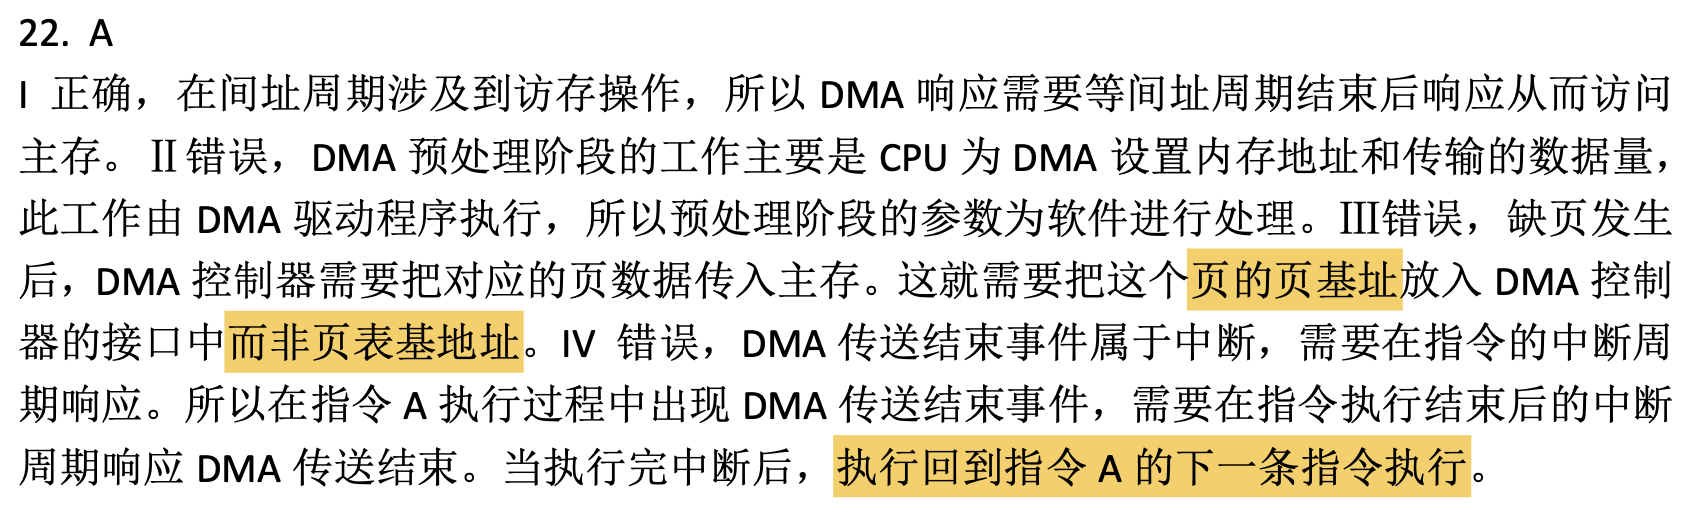 22. A
I 正确，在间址周期涉及到访存操作，所以 DMA 响应需要等间址周期结束后响应从而访问
主存。II 错误，DMA 预处理阶段的工作主要是 CPU 为 DMA 设置内存地址和传输的数据量，
此工作由 DMA 驱动程序执行，所以预处理阶段的参数为软件进行处理。III错误，缺页发生
后，DMA 控制器需要把对应的页数据传入主存。这就需要把这个页的页基址放入 DMA 控制
器的接口中而非页表基地址。IV 错误，DMA 传送结束事件属于中断，需要在指令的中断周
期响应。所以在指令 A 执行过程中出现 DMA 传送结束事件，需要在指令执行结束后的中断
周期响应 DMA 传送结束。当执行完中断后，执行回到指令 A 的下一条指令执行。